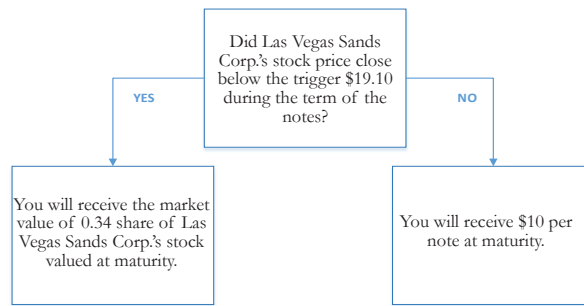 Did Las Vegas Sands
Corp.'s stock price close
below the trigger $19.10
during the term of the
notes?
YES
NO
You will receive the market
value of 0.34 share of Las
Vegas Sands Corp.'s stock
valued at maturity.
You will receive $10 per
note at maturity.